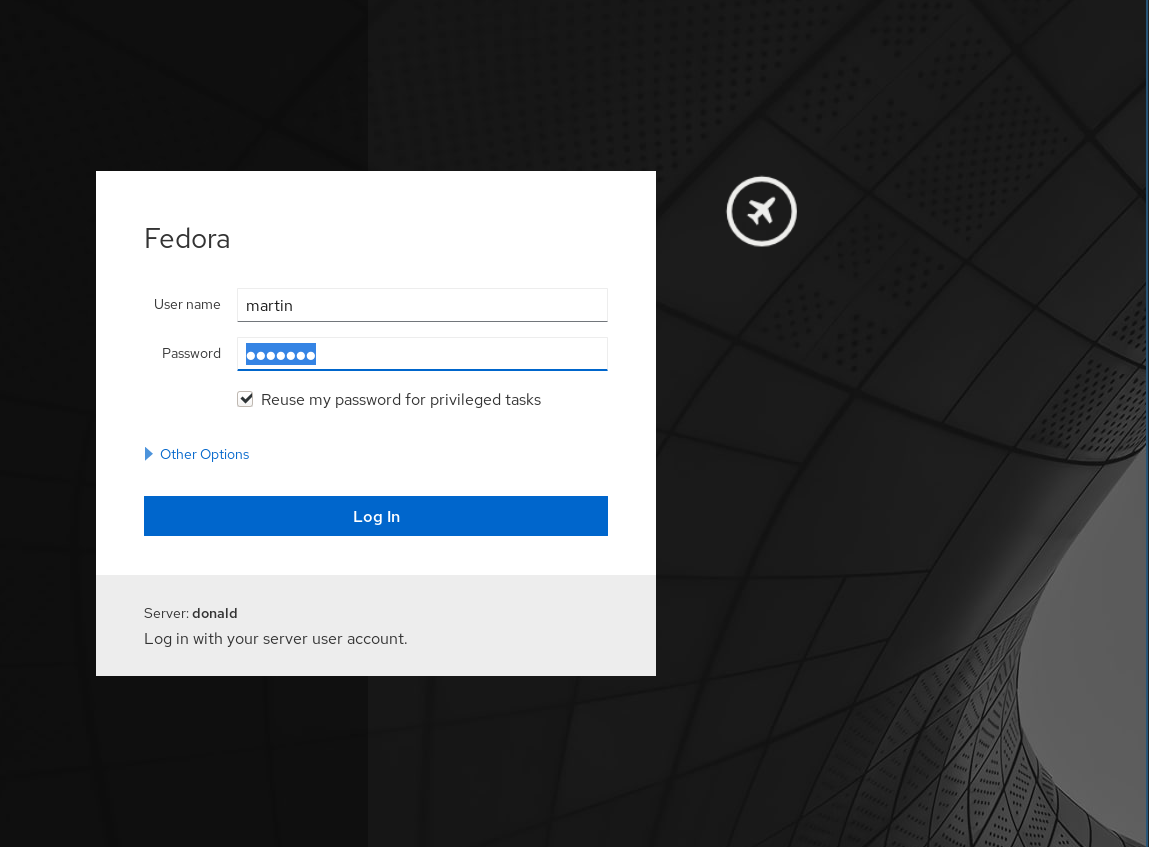 Fedora
User name
martin
Password
●●●●●●●
Reuse my password for privileged tasks
Other Options
Log In
Server: donald
Log in with your server user account.